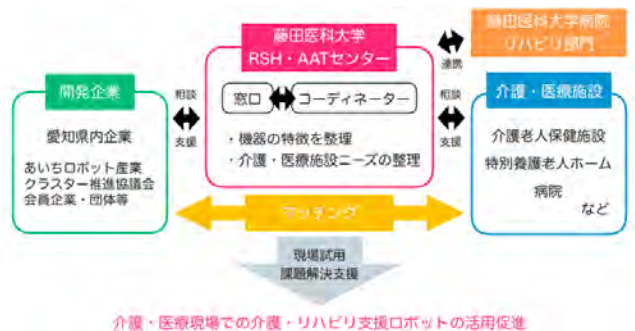 藤田医科大学
RSH・AATセンター
藤田医科大学病院
リハビリ部門
連携
開発企業
相談
支援
窓口
コーディネーター
相談
支援
介護・医療施設
愛知県内企業
あいちロボット産業
クラスター推進協議会
会員企業・団体等
・機器の特徴を整理
・介護・医療施設ニーズの整理
介護老人保健施設
特別養護老人ホーム
病院
など
マッチング
現場試用
課題解決支援
介護・医療現場での介護・リハビリ支援ロボットの活用促進